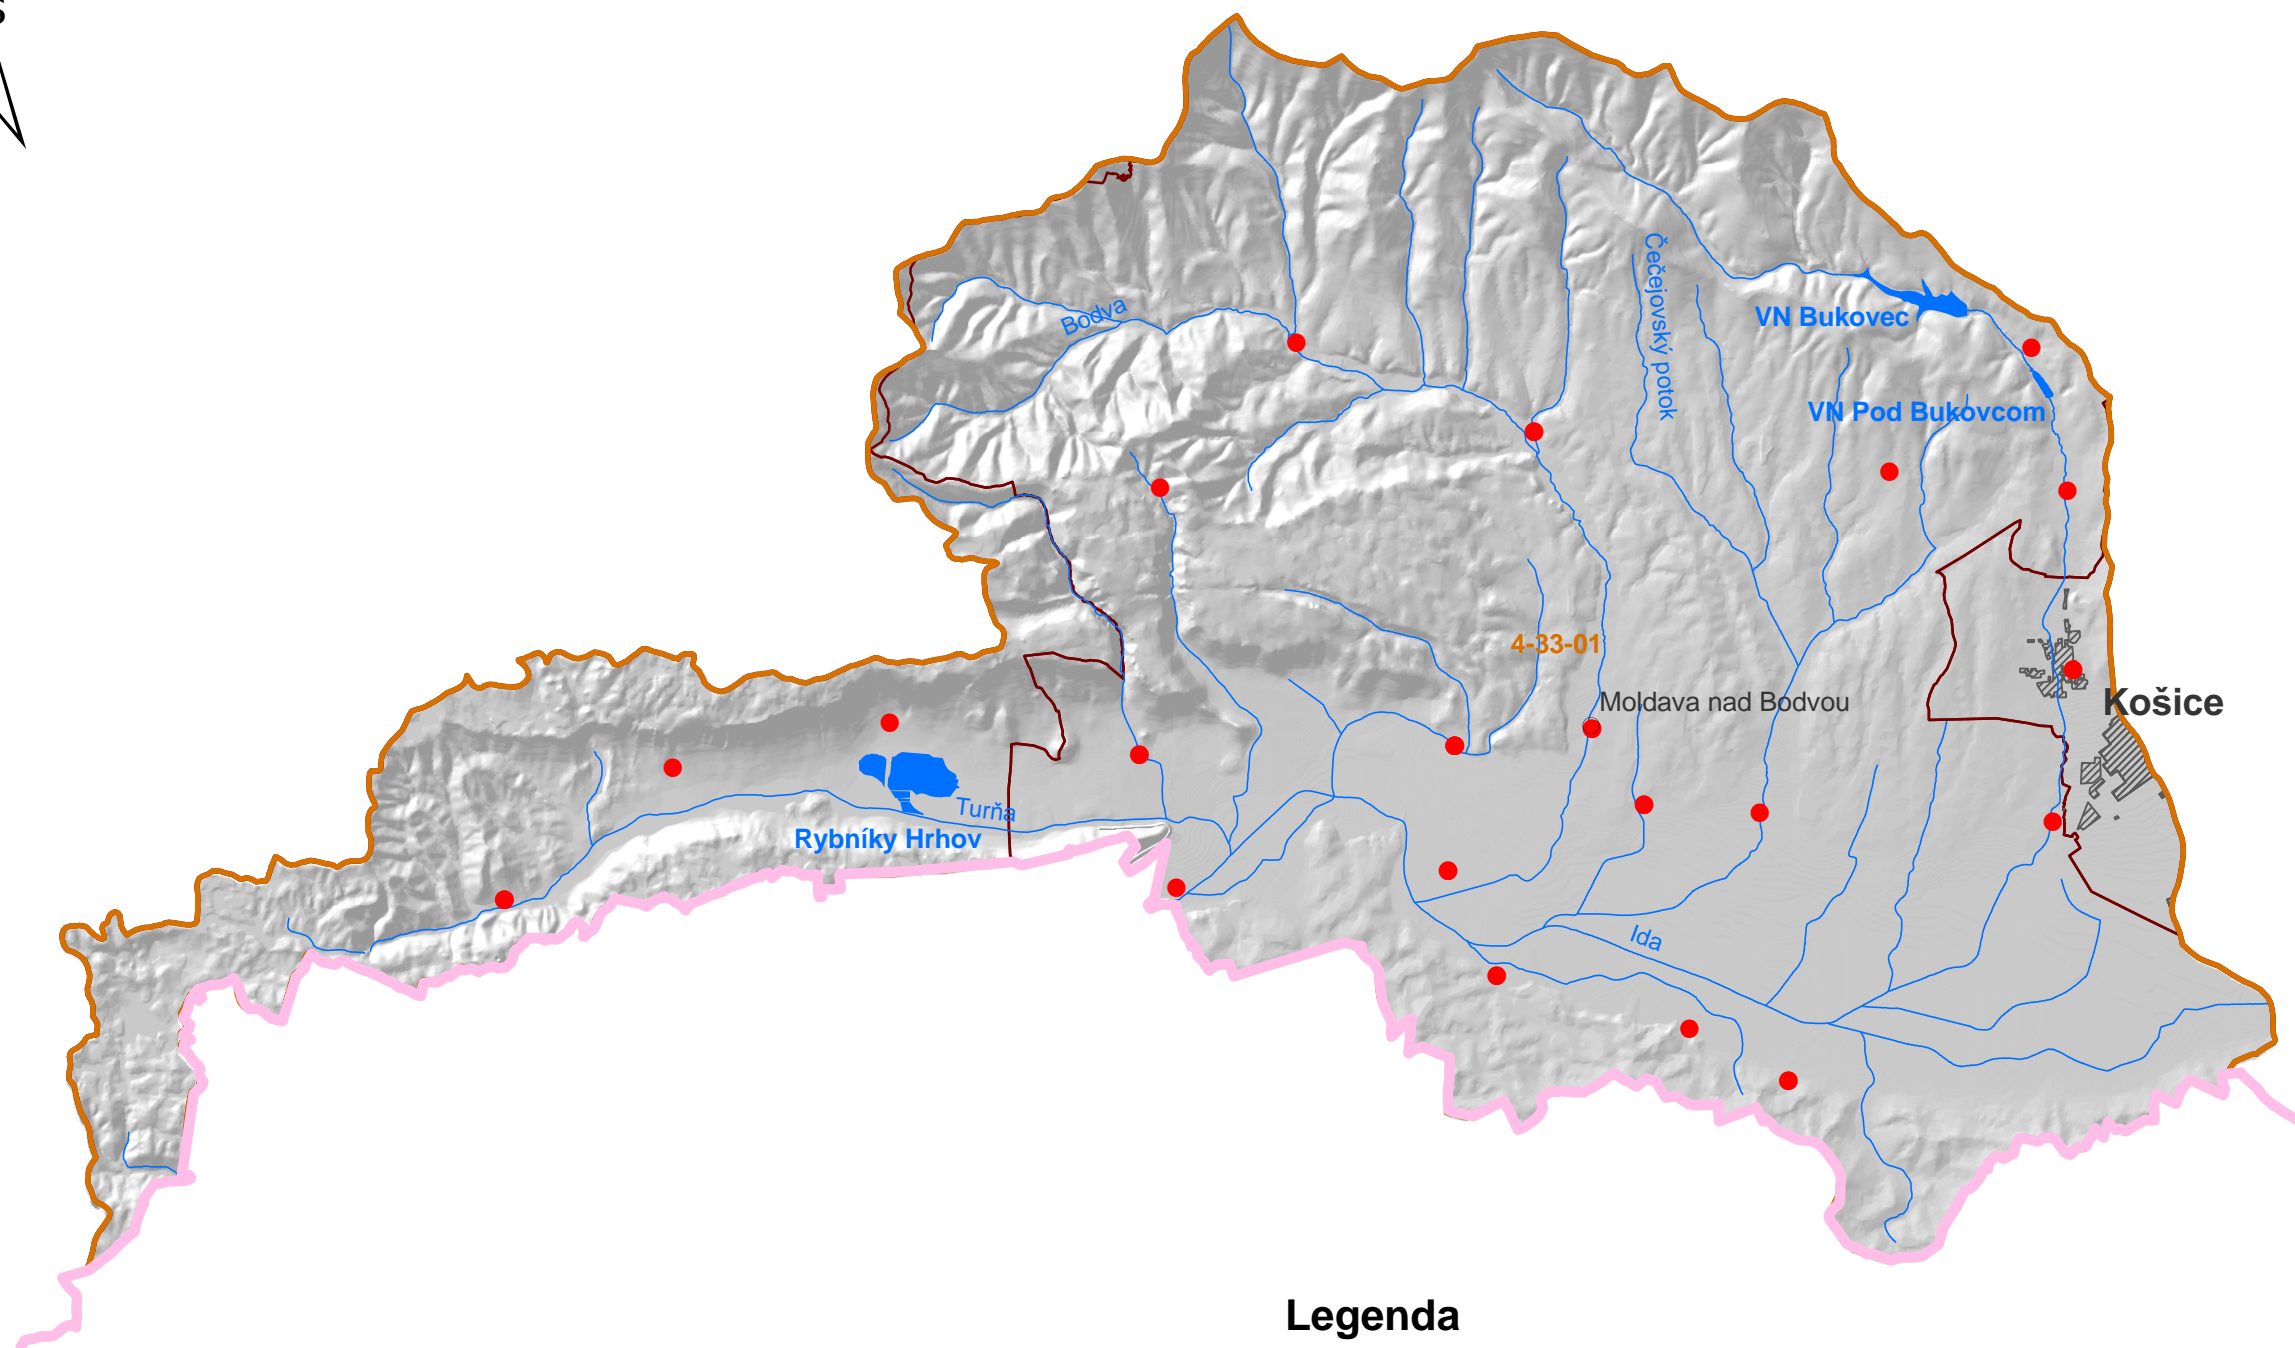 Bodva
Čečejovský potok
VN Bukovec
VN Pod Bukovcom
4-33-01
Moldava nad Bodvou
Košice
Turňa
Rybníky Hrhov
Ida
Legenda